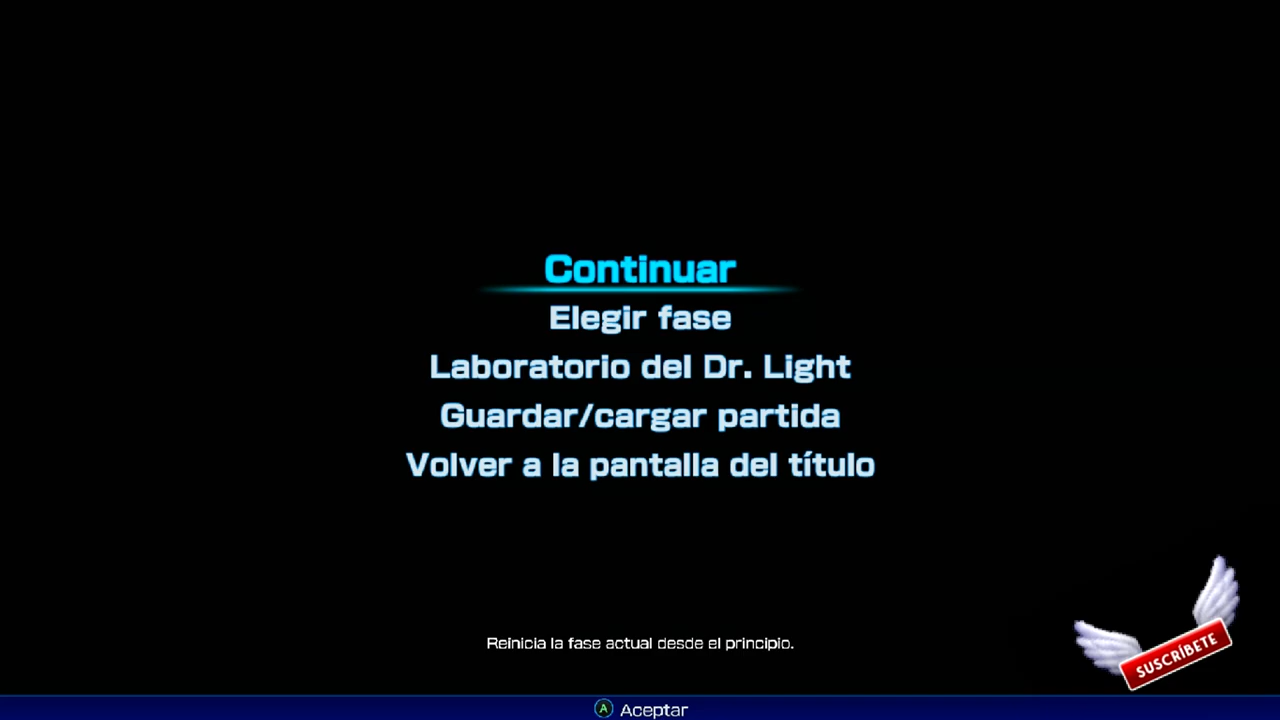 Continuar
Elegir fase
Laboratorio del Dr. Light
Guardar/cargar partida
Volver a la pantalla del título
Reinicia la fase actual desde el principio.
SUSCRÍBETE
A Aceptar